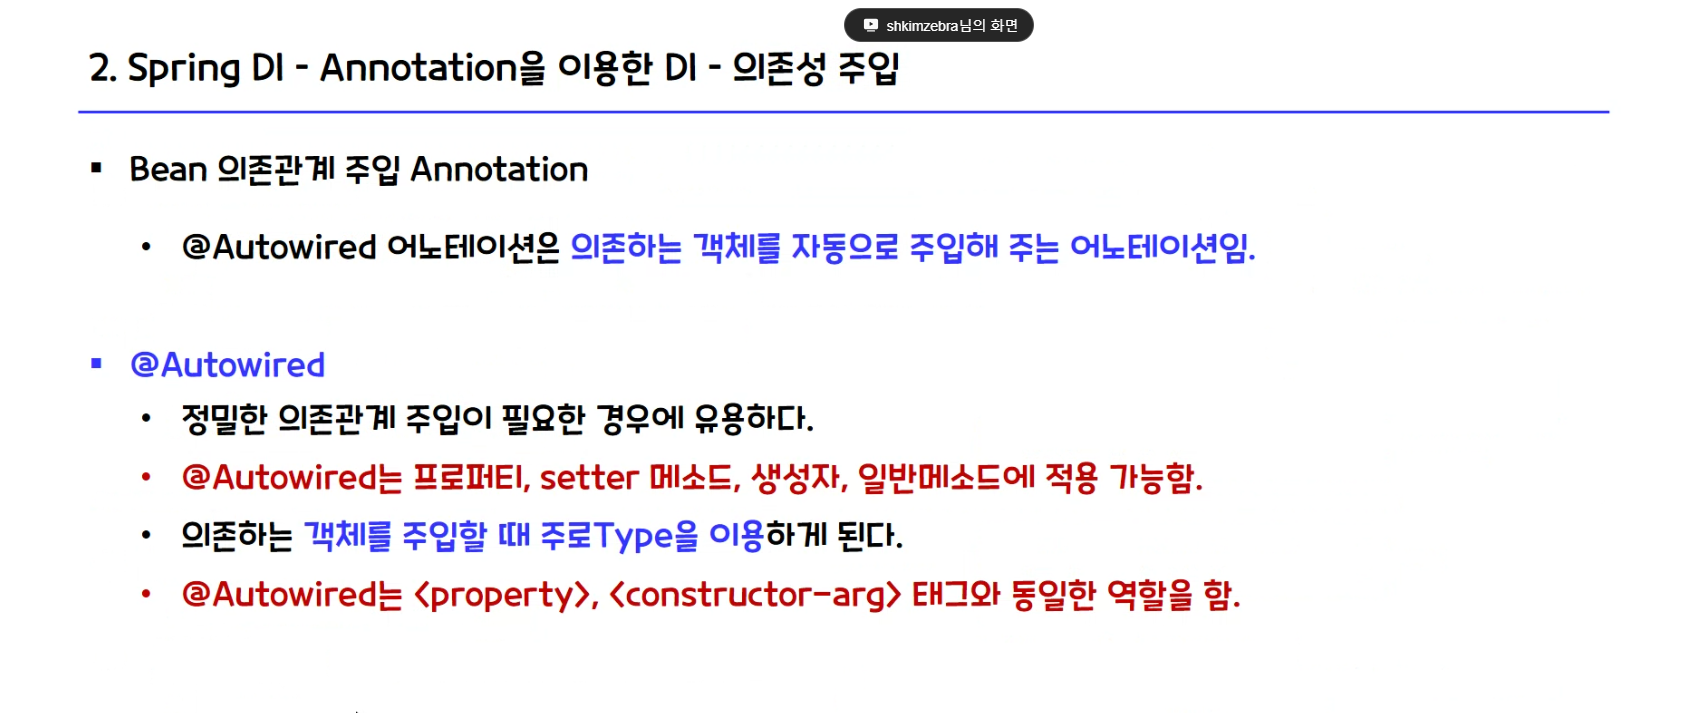 shkimzebra님의 화면
2. Spring DI - Annotation을 이용한 DI - 의존성 주입
▪ Bean 의존관계 주입 Annotation
• @Autowired 어노테이션은 의존하는 객체를 자동으로 주입해 주는 어노테이션임.
▪ @Autowired
• 정밀한 의존관계 주입이 필요한 경우에 유용하다.
• @Autowired는 프로퍼티, setter 메소드, 생성자, 일반메소드에 적용 가능함.
• 의존하는 객체를 주입할 때 주로Type을 이용하게 된다.
• @Autowired는 <property>, <constructor-arg> 태그와 동일한 역할을 함.